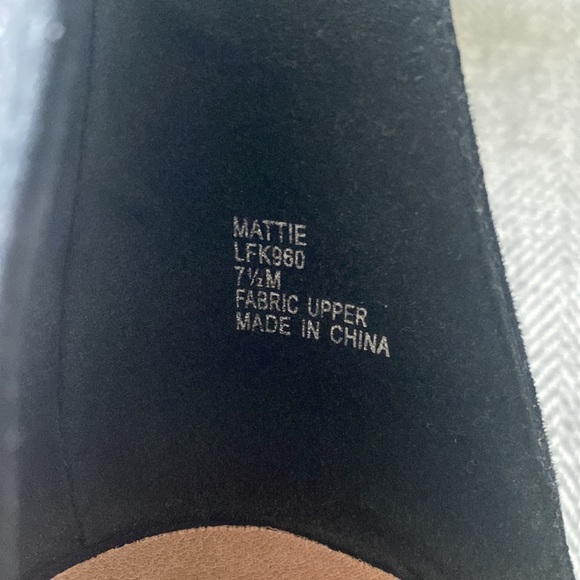 MATTIE
LFK960
7½M
FABRIC UPPER
MADE IN CHINA